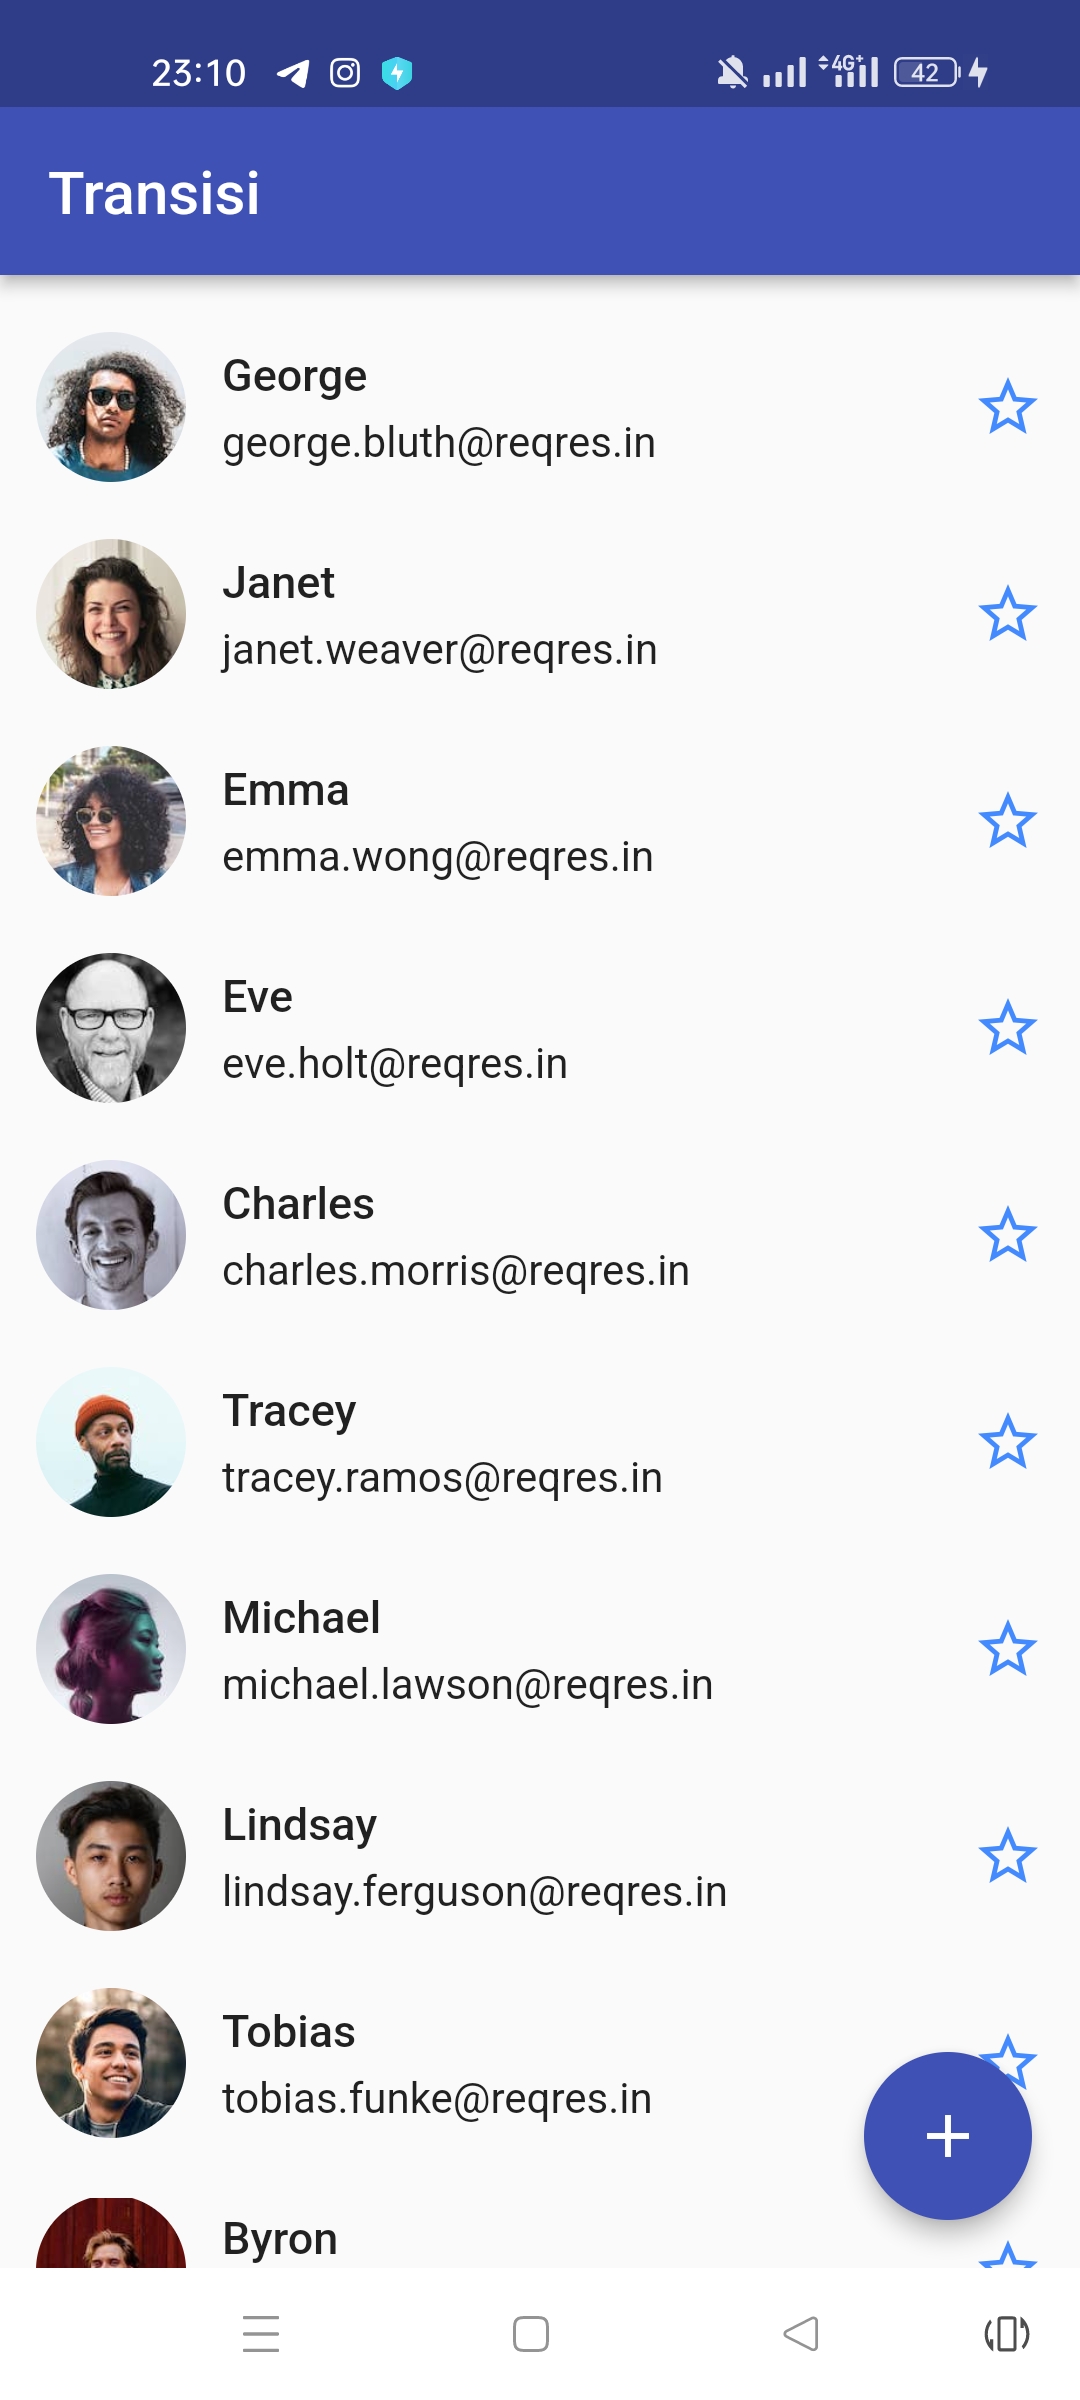 23:10
4G+
42
Transisi
George
george.bluth@reqres.in
Janet
janet.weaver@reqres.in
Emma
emma.wong@reqres.in
Eve
eve.holt@reqres.in
Charles
charles.morris@reqres.in
Tracey
tracey.ramos@reqres.in
Michael
michael.lawson@reqres.in
Lindsay
lindsay.ferguson@reqres.in
Tobias
tobias.funke@reqres.in
Byron